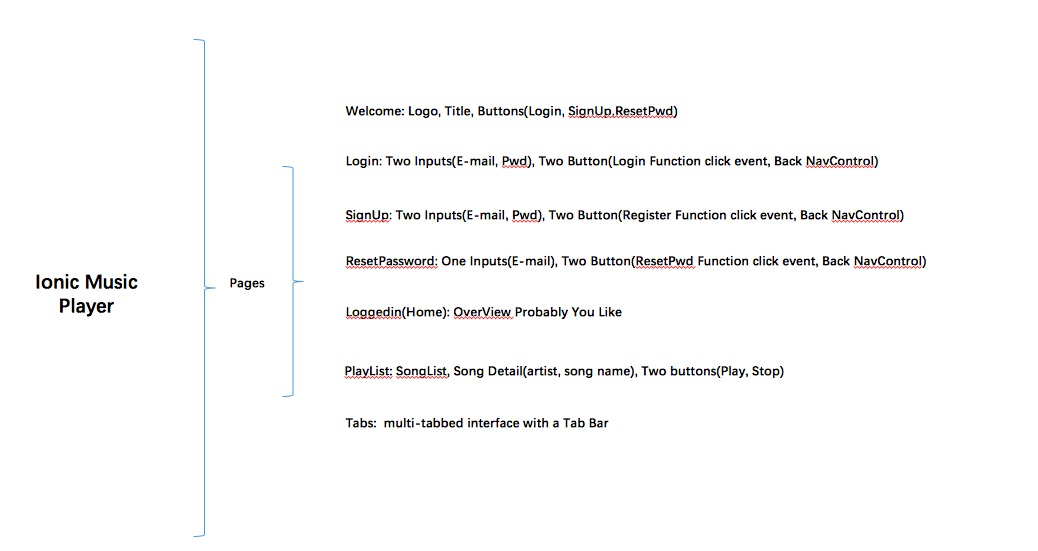 Welcome: Logo, Title, Buttons(Login, SignUp,ResetPwd)
Login: Two Inputs(E-mail, Pwd), Two Button(Login Function click event, Back NavControl)
SignUp: Two Inputs(E-mail, Pwd), Two Button(Register Function click event, Back NavControl)
ResetPassword: One Inputs(E-mail), Two Button(ResetPwd Function click event, Back NavControl)
Ionic Music
Player
Pages
Loggedin(Home): OverView Probably You Like
PlayList: SongList, Song Detail(artist, song name), Two buttons(Play, Stop)
Tabs: multi-tabbed interface with a Tab Bar